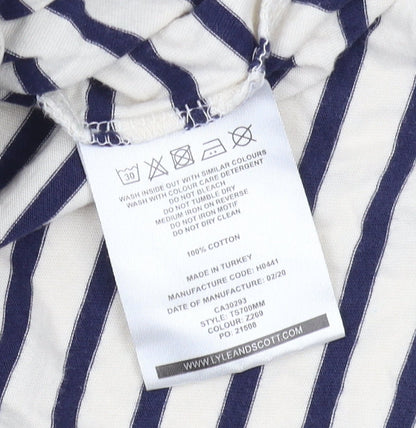 30
WASH INSIDE OUT WITH SIMILAR COLOURS
WASH WITH COLOUR CARE DETERGENT
DO NOT BLEACH
DO NOT TUMBLE DRY
MEDIUM IRON ON REVERSE
DO NOT IRON MOTIF
DO NOT DRY CLEAN
100% COTTON
MADE IN TURKEY
MANUFACTURE CODE: H0441
DATE OF MANUFACTURE: 02/20
CA30293
STYLE: TS700MM
COLOUR: Z269
PO: 21508
WWW.LYLEANDSCOTT.COM